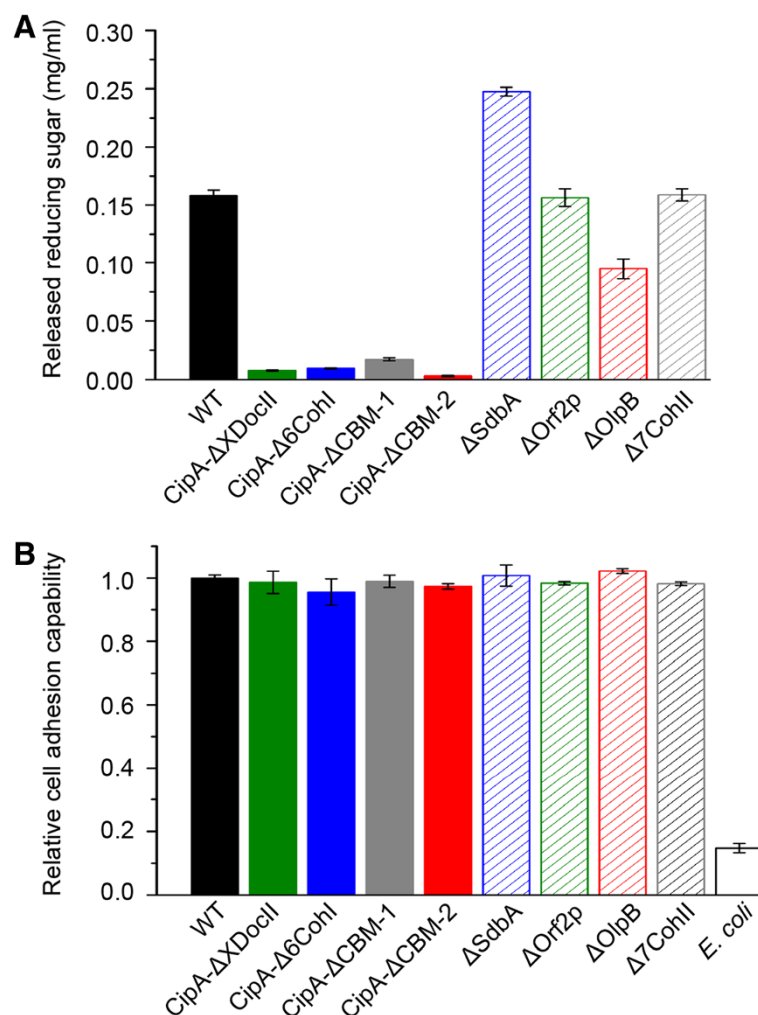 A
Released reducing sugar (mg/ml)
0.30
0.25
0.20
0.15
0.10
0.05
0.00
WT
CipA-ΔXDocII
CipA-Δ6CohI
CipA-ΔCBM-1
CipA-ΔCBM-2
ΔSdbA
ΔOrf2p
ΔOlpB
Δ7CohII
B
Relative cell adhesion capability
1.0
0.8
0.6
0.4
0.2
0.0
WT
CipA-ΔXDocII
CipA-Δ6CohI
CipA-ΔCBM-1
CipA-ΔCBM-2
ΔSdbA
ΔOrf2p
ΔOlpB
Δ7CohII
E. coli